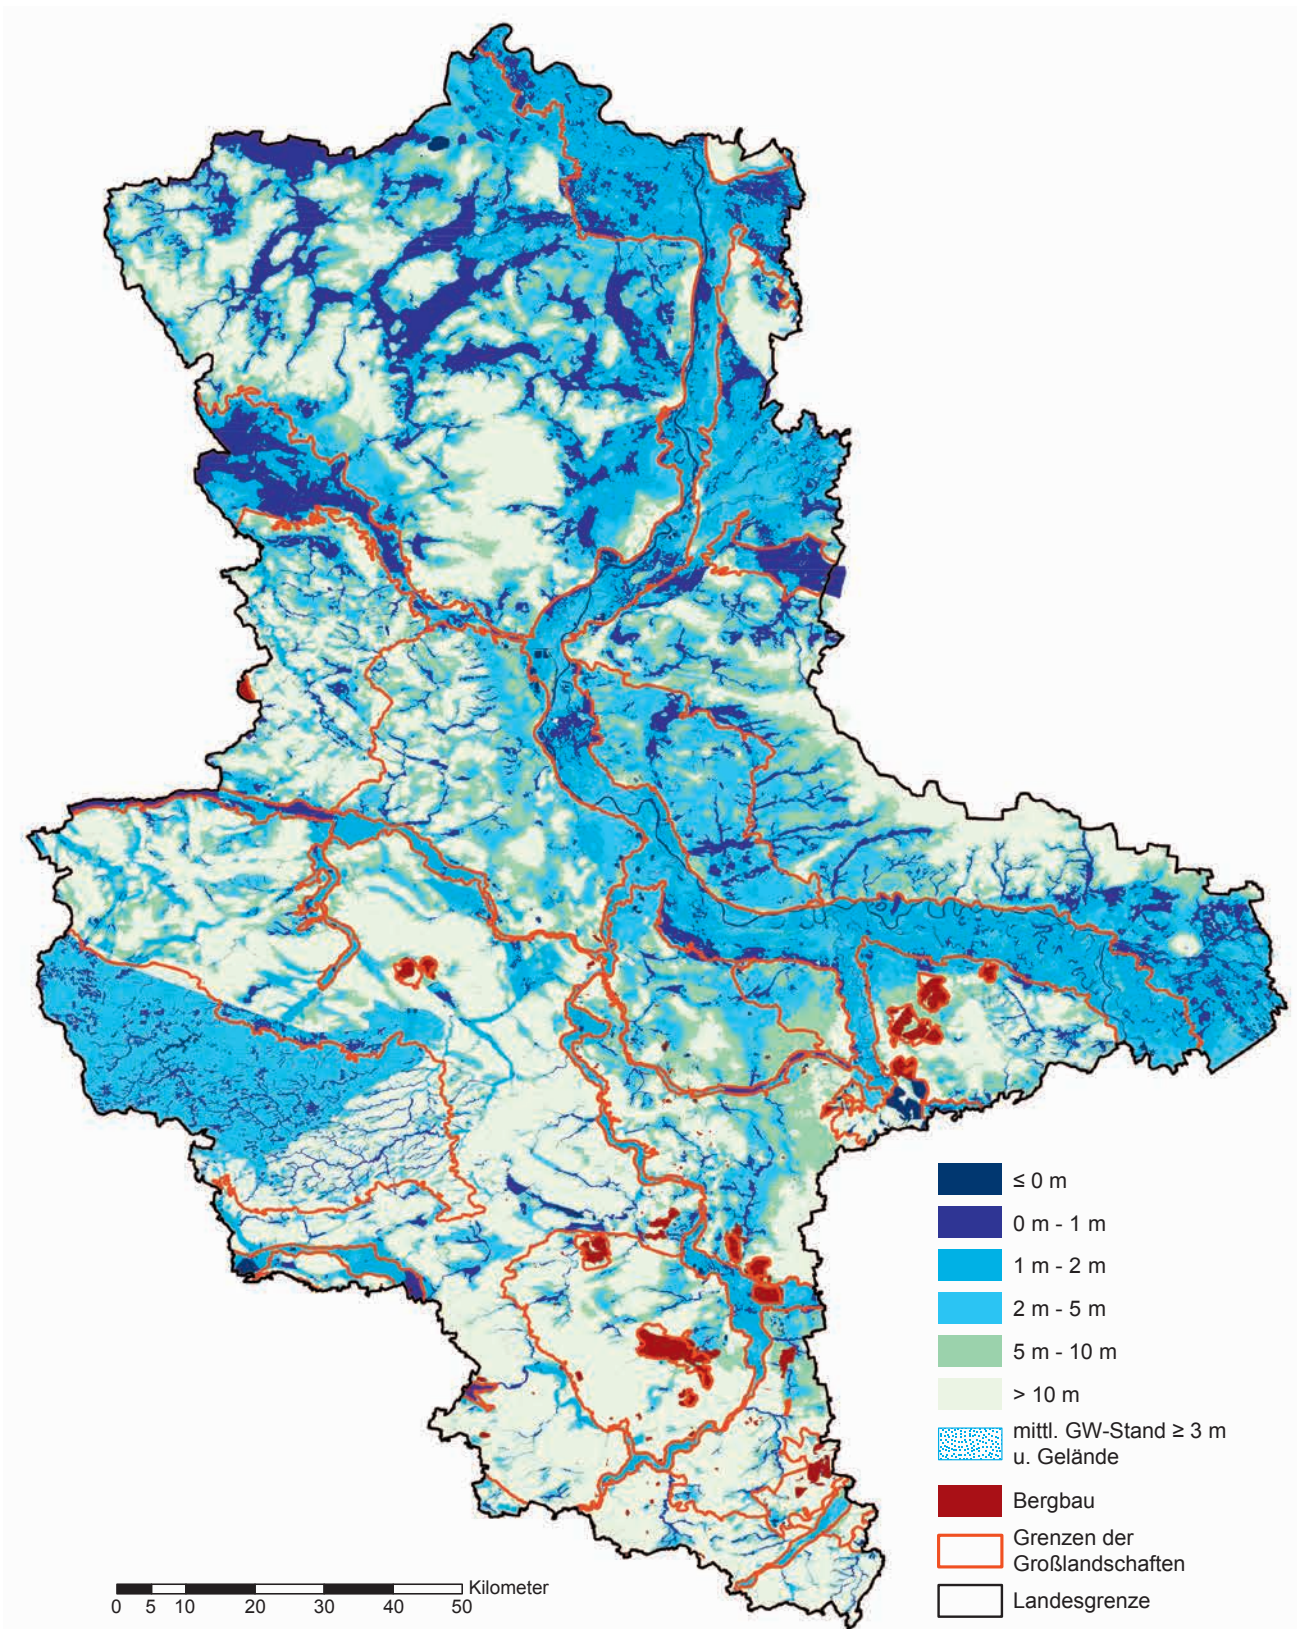 ≤ 0 m
0 m - 1 m
1 m - 2 m
2 m - 5 m
5 m - 10 m
> 10 m
mittl. GW-Stand ≥ 3 m
u. Gelände
Bergbau
Grenzen der
Großlandschaften
Landesgrenze
Kilometer
0 5 10 20 30 40 50